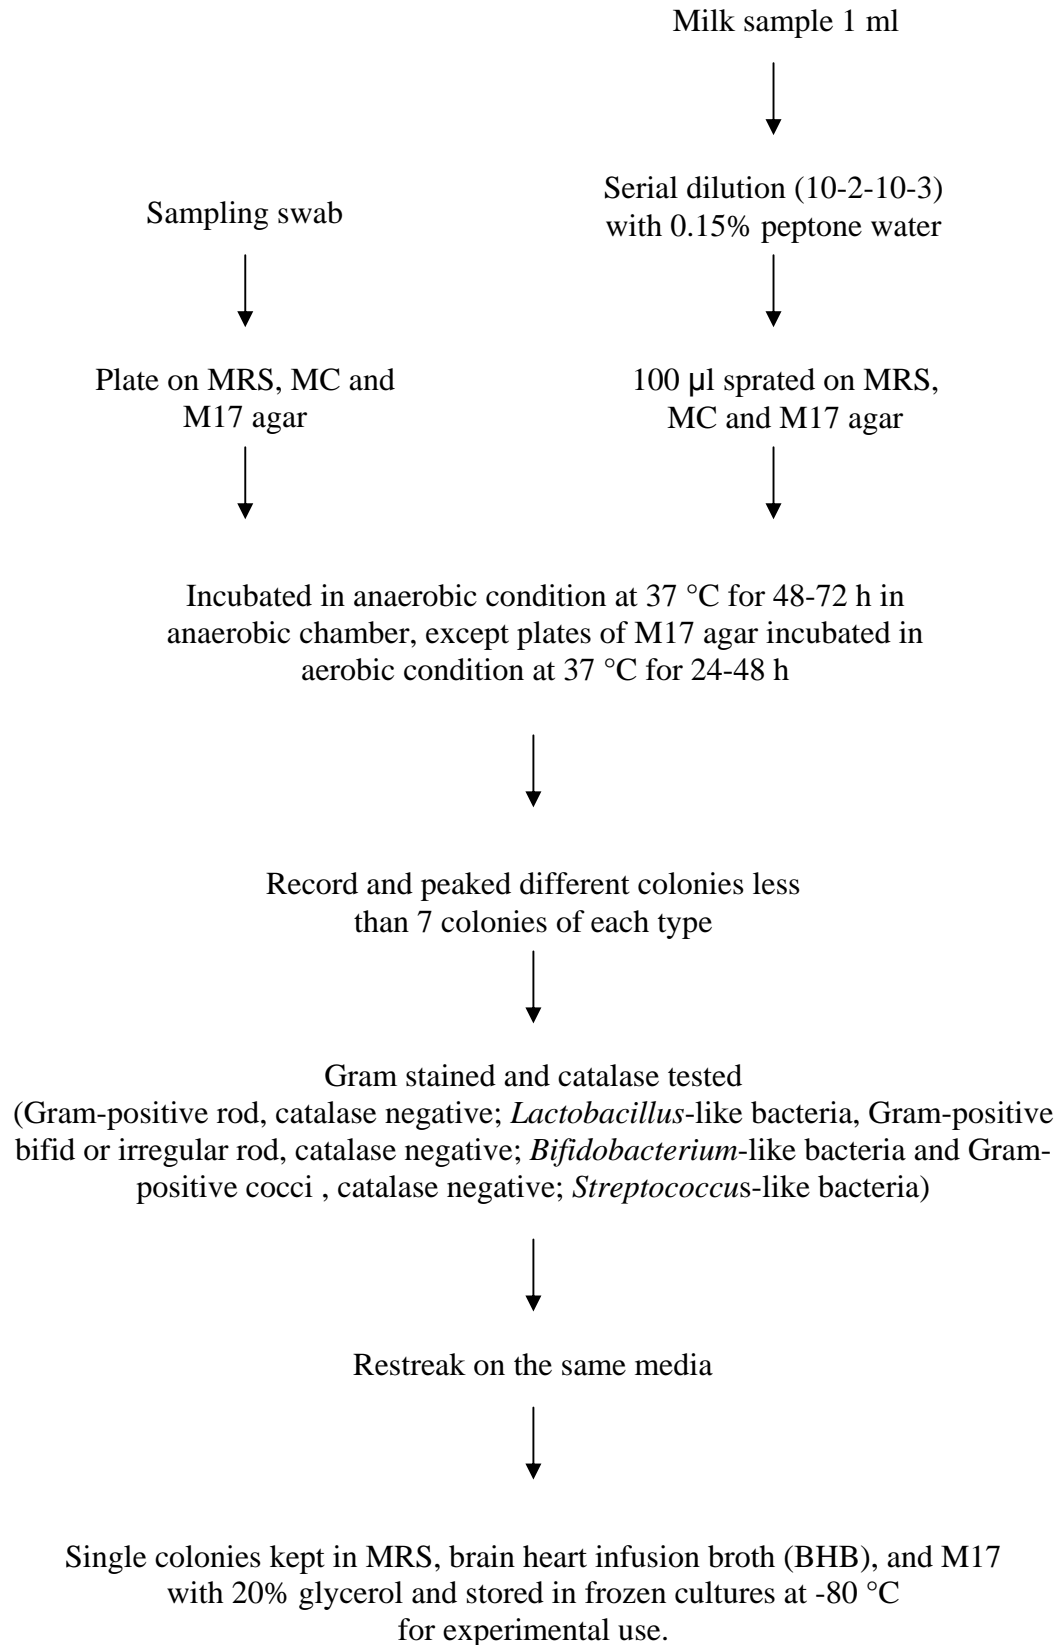 Milk sample 1 ml
Serial dilution (10-2-10-3)
with 0.15% peptone water
Sampling swab
Plate on MRS, MC and
M17 agar
100 µl sprated on MRS,
MC and M17 agar
Incubated in anaerobic condition at 37 °C for 48-72 h in
anaerobic chamber, except plates of M17 agar incubated in
aerobic condition at 37 °C for 24-48 h
Record and peaked different colonies less
than 7 colonies of each type
Gram stained and catalase tested
(Gram-positive rod, catalase negative; Lactobacillus-like bacteria, Gram-positive
bifid or irregular rod, catalase negative; Bifidobacterium-like bacteria and Gram-
positive cocci , catalase negative; Streptococcus-like bacteria)
Restreak on the same media
Single colonies kept in MRS, brain heart infusion broth (BHB), and M17
with 20% glycerol and stored in frozen cultures at -80 °C
for experimental use.